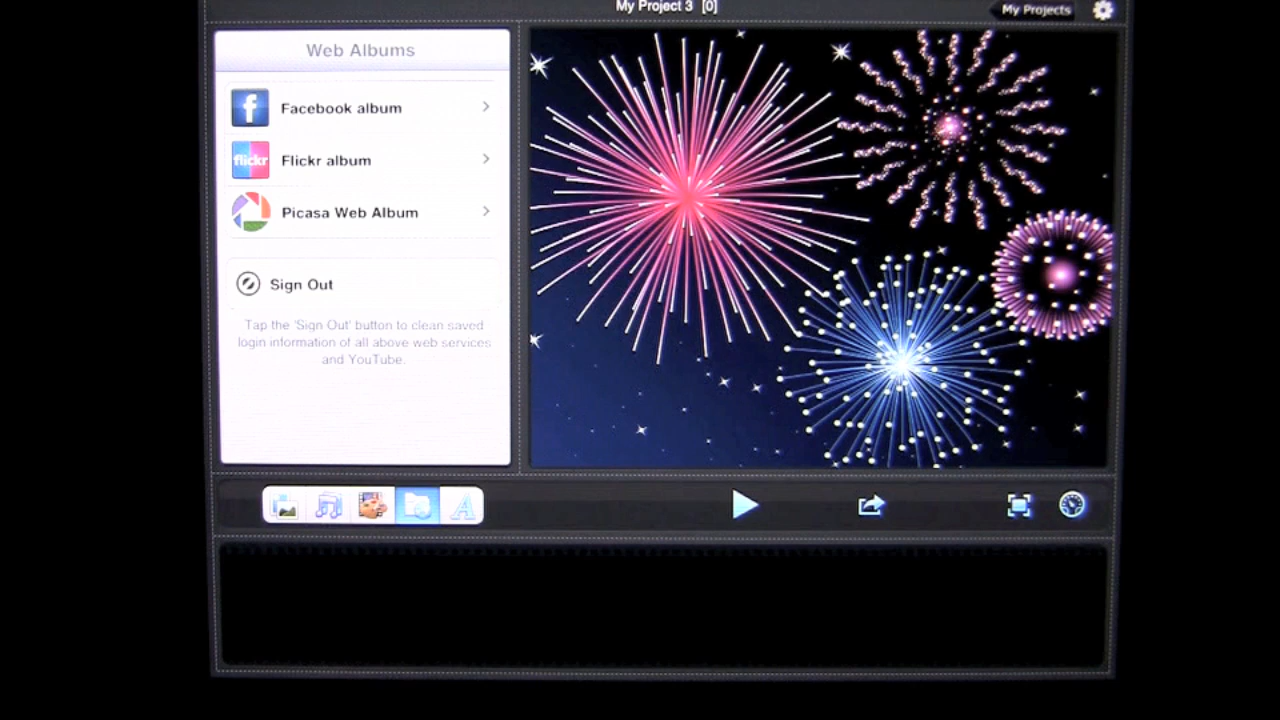 My Project 3 [0]
My Projects
Web Albums
f
Facebook album
flickr
Flickr album
Picasa Web Album
Sign Out
Tap the 'Sign Out' button to clean saved
login information of all above web services
and YouTube.
A